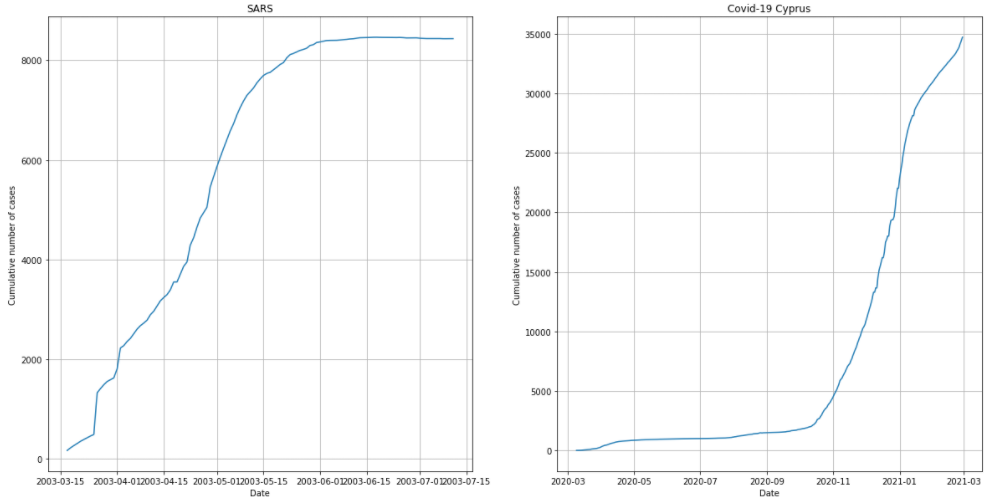 SARS
8000
6000
4000
2000
0
Cumulative number of cases
2003-03-15 2003-04-01 2003-04-15 2003-05-01 2003-05-15 2003-06-01 2003-06-15 2003-07-01 2003-07-15
Date
Covid-19 Cyprus
35000
30000
25000
20000
15000
10000
5000
0
Cumulative number of cases
2020-03 2020-05 2020-07 2020-09 2020-11 2021-01 2021-03
Date